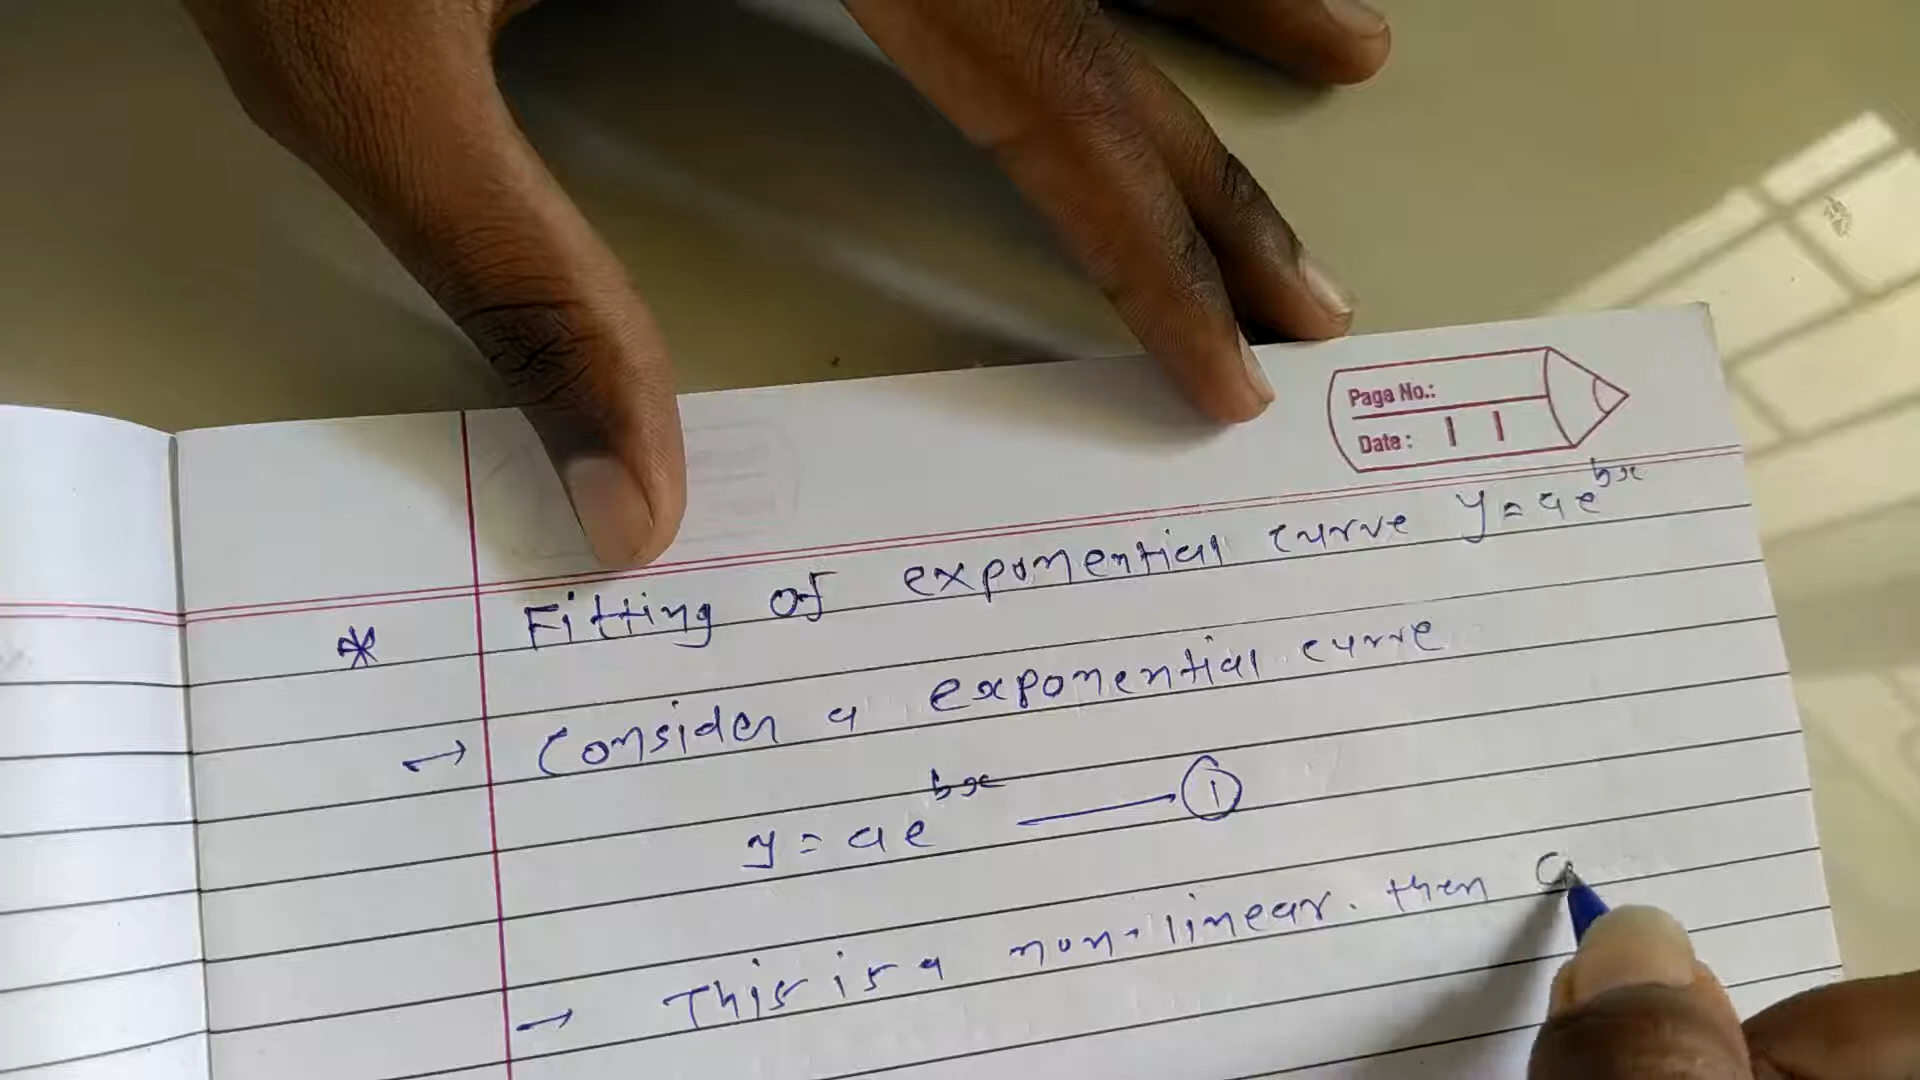 Page No.:
Date:
* Fitting of exponential curve y = ae^bx
→ Consider a exponential curve
y = ae^bx → ①
→ This is a non-linear. then